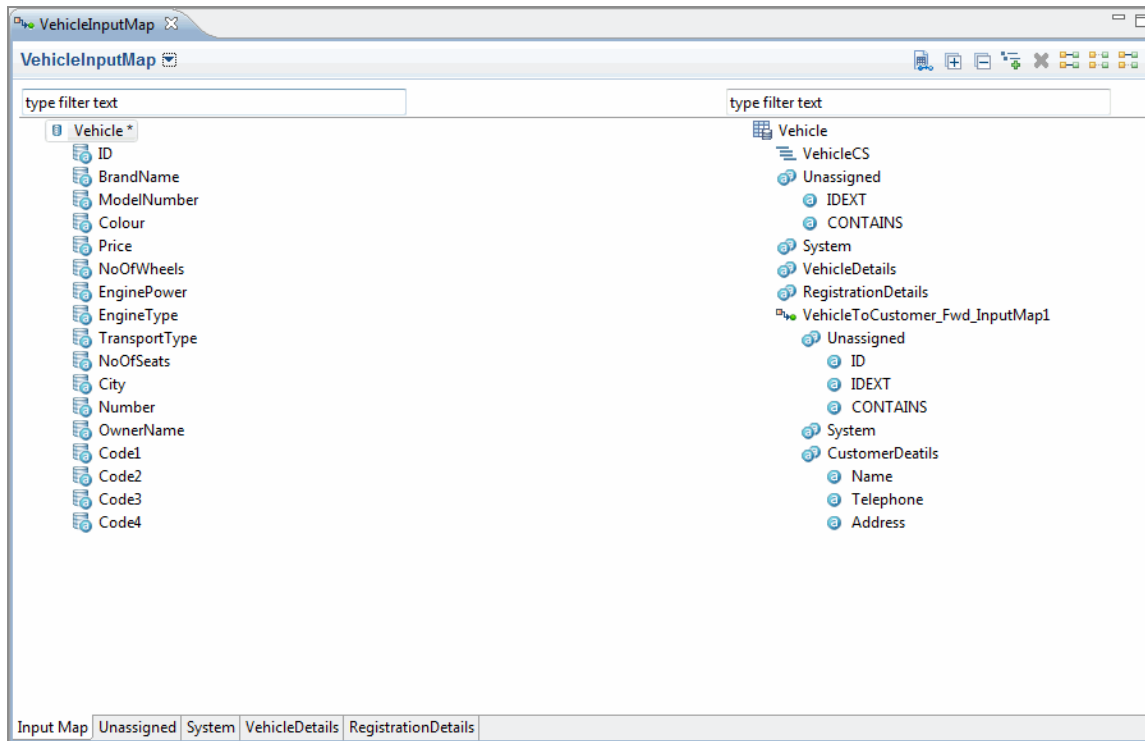 VehicleInputMap
VehicleInputMap
type filter text
Vehicle *
ID
BrandName
ModelNumber
Colour
Price
NoOfWheels
EnginePower
EngineType
TransportType
NoOfSeats
City
Number
OwnerName
Code1
Code2
Code3
Code4
type filter text
Vehicle
VehicleCS
Unassigned
IDEXT
CONTAINS
System
VehicleDetails
RegistrationDetails
VehicleToCustomer_Fwd_InputMap1
Unassigned
ID
IDEXT
CONTAINS
System
CustomerDeatils
Name
Telephone
Address
Input Map Unassigned System VehicleDetails RegistrationDetails